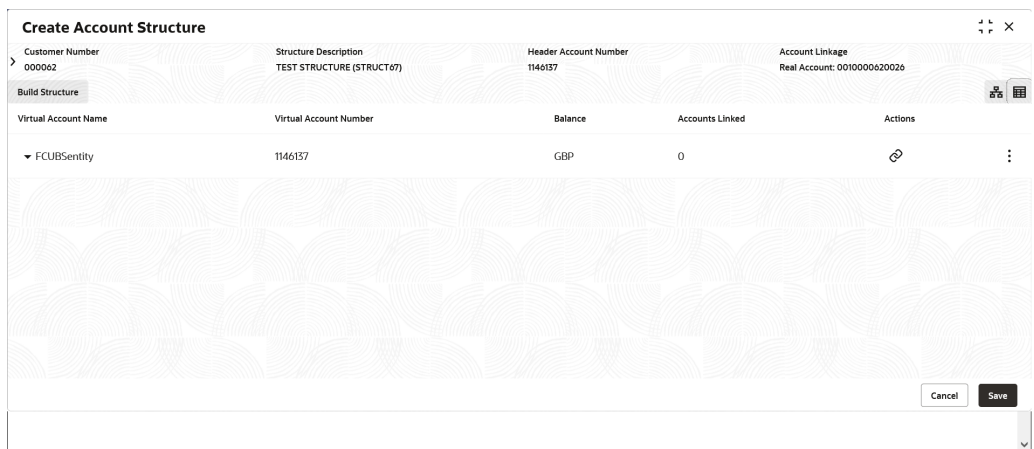 Create Account Structure
Customer Number Structure Description Header Account Number Account Linkage
000062 TEST STRUCTURE (STRUCT67) 1146137 Real Account: 0010000620026
Build Structure
Virtual Account Name Virtual Account Number Balance Accounts Linked Actions
FCUBSentity 1146137 GBP 0
Cancel Save